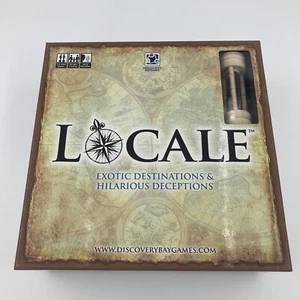 LOCALE™
EXOTIC DESTINATIONS &
HILARIOUS DECEPTIONS
WWW.DISCOVERYBAYGAMES.COM